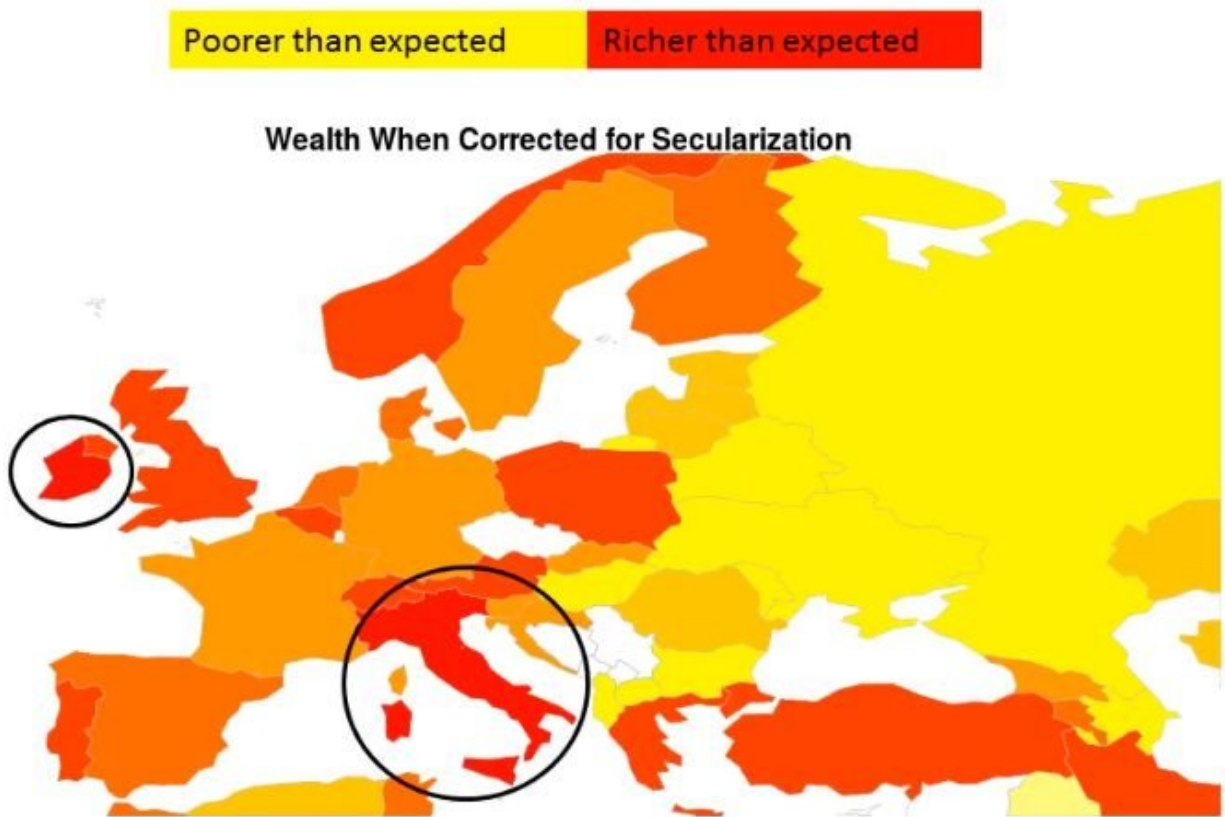 Poorer than expected Richer than expected
Wealth When Corrected for Secularization